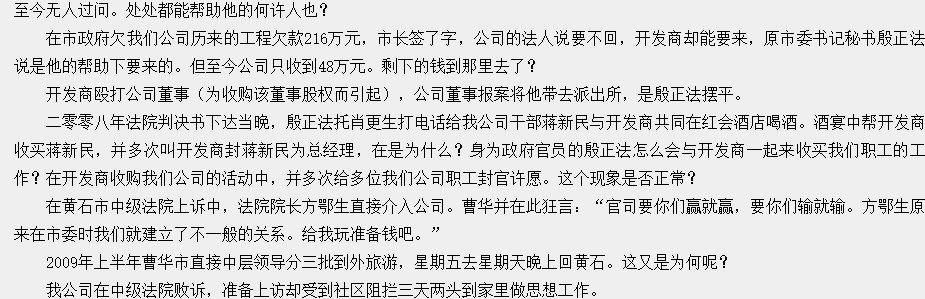 至今无人过问。处处都能帮助他的何许人也？
在市政府欠我们公司历来的工程欠款216万元，市长签了字，公司的法人说要不回，开发商却能要来，原市委书记秘书殷正法
说是他的帮助下要来的。但至今公司只收到48万元。剩下的钱到那里去了？
开发商殴打公司董事（为收购该董事股权而引起），公司董事报案将他带去派出所，是殷正法摆平。
二零零八年法院判决书下达当晚，殷正法托肖更生打电话给我公司干部蒋新民与开发商共同在红会酒店喝酒。酒宴中帮开发商
收买蒋新民，并多次叫开发商封蒋新民为总经理，在是为什么？身为政府官员的殷正法怎么会与开发商一起来收买我们职工的工
作？在开发商收购我们公司的活动中，并多次给多位我们公司职工封官许愿。这个现象是否正常？
在黄石市中级法院上诉中，法院院长方鄂生直接介入公司。曹华并在此狂言：“官司要你们赢就赢，要你们输就输。方鄂生原
来在市委时我们就建立了不一般的关系。给我玩准备钱吧。”
2009年上半年曹华市直接中层领导分三批到外旅游，星期五去星期天晚上回黄石。这又是为何呢？
我公司在中级法院败诉，准备上访却受到社区阻拦三天两头到家里做思想工作。